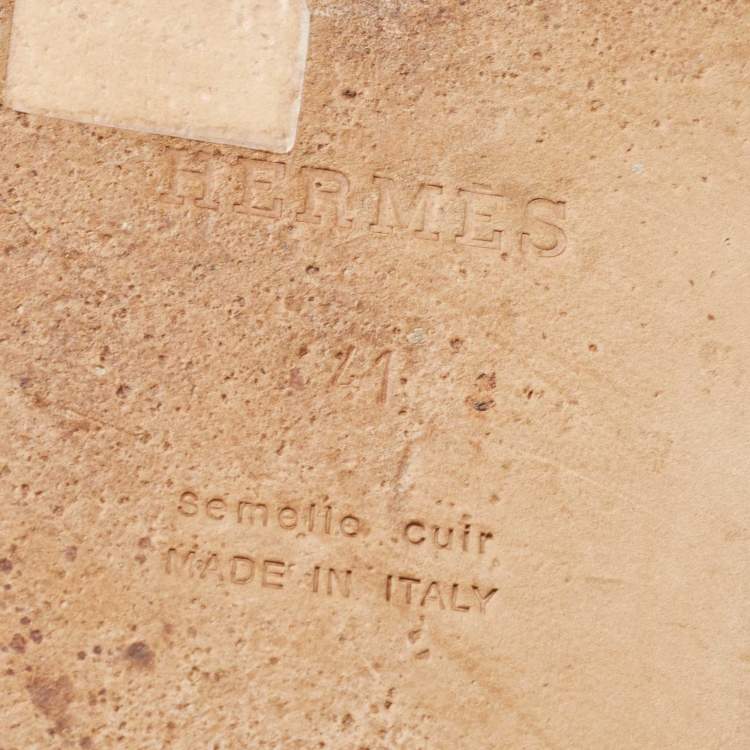 HERMES
41
semelle cuir
MADE IN ITALY